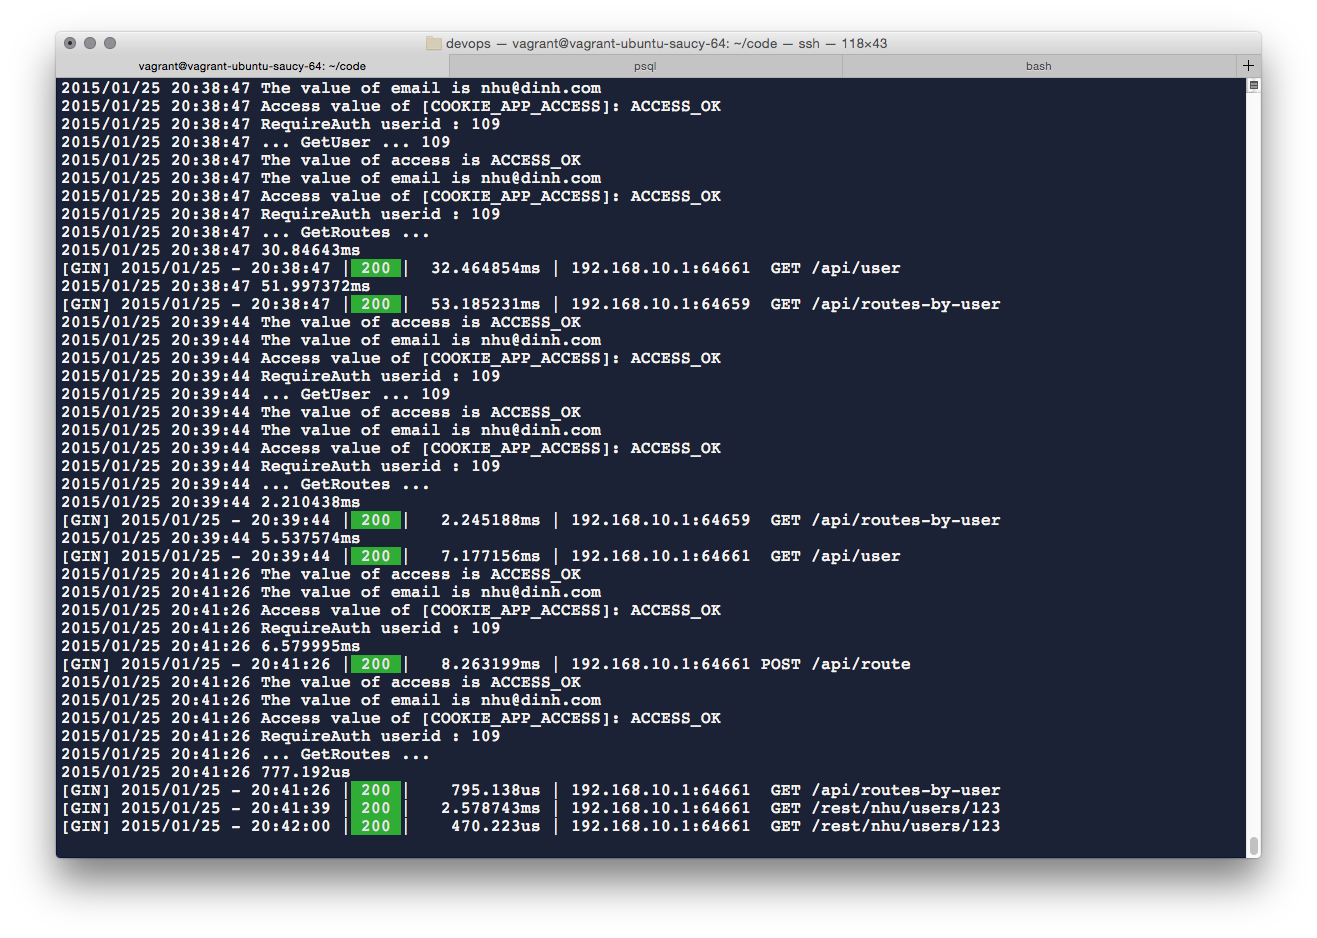 devops — vagrant@vagrant-ubuntu-saucy-64: ~/code — ssh — 118×43
vagrant@vagrant-ubuntu-saucy-64: ~/code psql bash +
2015/01/25 20:38:47 The value of email is nhu@dinh.com
2015/01/25 20:38:47 Access value of [COOKIE_APP_ACCESS]: ACCESS_OK
2015/01/25 20:38:47 RequireAuth userid : 109
2015/01/25 20:38:47 ... GetUser ... 109
2015/01/25 20:38:47 The value of access is ACCESS_OK
2015/01/25 20:38:47 The value of email is nhu@dinh.com
2015/01/25 20:38:47 Access value of [COOKIE_APP_ACCESS]: ACCESS_OK
2015/01/25 20:38:47 RequireAuth userid : 109
2015/01/25 20:38:47 ... GetRoutes ...
2015/01/25 20:38:47 30.84643ms
[GIN] 2015/01/25 - 20:38:47 | 200 |  32.464854ms | 192.168.10.1:64661  GET /api/user
2015/01/25 20:38:47 51.997372ms
[GIN] 2015/01/25 - 20:38:47 | 200 |  53.185231ms | 192.168.10.1:64659  GET /api/routes-by-user
2015/01/25 20:39:44 The value of access is ACCESS_OK
2015/01/25 20:39:44 The value of email is nhu@dinh.com
2015/01/25 20:39:44 Access value of [COOKIE_APP_ACCESS]: ACCESS_OK
2015/01/25 20:39:44 RequireAuth userid : 109
2015/01/25 20:39:44 ... GetUser ... 109
2015/01/25 20:39:44 The value of access is ACCESS_OK
2015/01/25 20:39:44 The value of email is nhu@dinh.com
2015/01/25 20:39:44 Access value of [COOKIE_APP_ACCESS]: ACCESS_OK
2015/01/25 20:39:44 RequireAuth userid : 109
2015/01/25 20:39:44 ... GetRoutes ...
2015/01/25 20:39:44 2.210438ms
[GIN] 2015/01/25 - 20:39:44 | 200 |   2.245188ms | 192.168.10.1:64659  GET /api/routes-by-user
2015/01/25 20:39:44 5.537574ms
[GIN] 2015/01/25 - 20:39:44 | 200 |   7.177156ms | 192.168.10.1:64661  GET /api/user
2015/01/25 20:41:26 The value of access is ACCESS_OK
2015/01/25 20:41:26 The value of email is nhu@dinh.com
2015/01/25 20:41:26 Access value of [COOKIE_APP_ACCESS]: ACCESS_OK
2015/01/25 20:41:26 RequireAuth userid : 109
2015/01/25 20:41:26 6.579995ms
[GIN] 2015/01/25 - 20:41:26 | 200 |   8.263199ms | 192.168.10.1:64661 POST /api/route
2015/01/25 20:41:26 The value of access is ACCESS_OK
2015/01/25 20:41:26 The value of email is nhu@dinh.com
2015/01/25 20:41:26 Access value of [COOKIE_APP_ACCESS]: ACCESS_OK
2015/01/25 20:41:26 RequireAuth userid : 109
2015/01/25 20:41:26 ... GetRoutes ...
2015/01/25 20:41:26 777.192us
[GIN] 2015/01/25 - 20:41:26 | 200 |    795.138us | 192.168.10.1:64661  GET /api/routes-by-user
[GIN] 2015/01/25 - 20:41:39 | 200 |   2.578743ms | 192.168.10.1:64661  GET /rest/nhu/users/123
[GIN] 2015/01/25 - 20:42:00 | 200 |    470.223us | 192.168.10.1:64661  GET /rest/nhu/users/123